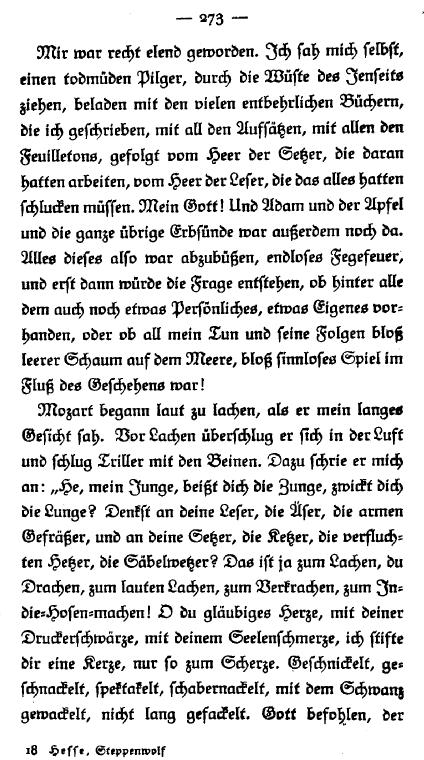 — 273 —
Mir war recht elend geworden. Ich sah mich selbst,
einen todmüden Pilger, durch die Wüste des Jenseits
ziehen, beladen mit den vielen entbehrlichen Büchern,
die ich geschrieben, mit all den Aufsätzen, mit allen den
Feuilletons, gefolgt vom Heer der Setzer, die daran
hatten arbeiten, vom Heer der Leser, die das alles hatten
schlucken müssen. Mein Gott! Und Adam und der Apfel
und die ganze übrige Erbsünde war außerdem noch da.
Alles dieses also war abzubüßen, endloses Fegefeuer,
und erst dann würde die Frage entstehen, ob hinter alle
dem auch noch etwas Persönliches, etwas Eigenes vor-
handen, oder ob all mein Tun und seine Folgen bloß
leerer Schaum auf dem Meere, bloß sinnloses Spiel im
Fluß des Geschehens war!
Mozart begann laut zu lachen, als er mein langes
Gesicht sah. Vor Lachen überschlug er sich in der Luft
und schlug Triller mit den Beinen. Dazu schrie er mich
an: „He, mein Junge, beißt dich die Zunge, zwickt dich
die Lunge? Denkst an deine Leser, die Äser, die armen
Gefräßer, und an deine Setzer, die Ketzer, die verfluch-
ten Hetzer, die Säbelwetzer? Das ist ja zum Lachen, du
Drachen, zum lauten Lachen, zum Verkrachen, zum In-
die-Hosen-machen! O du gläubiges Herze, mit deiner
Druckerschwärze, mit deinem Seelenschmerze, ich stifte
dir eine Kerze, nur so zum Scherze. Geschnickelt, ge-
schnackelt, spektakelt, schabernackelt, mit dem Schwanz
gewackelt, nicht lang gefackelt. Gott befohlen, der
18 Hesse, Steppenwolf